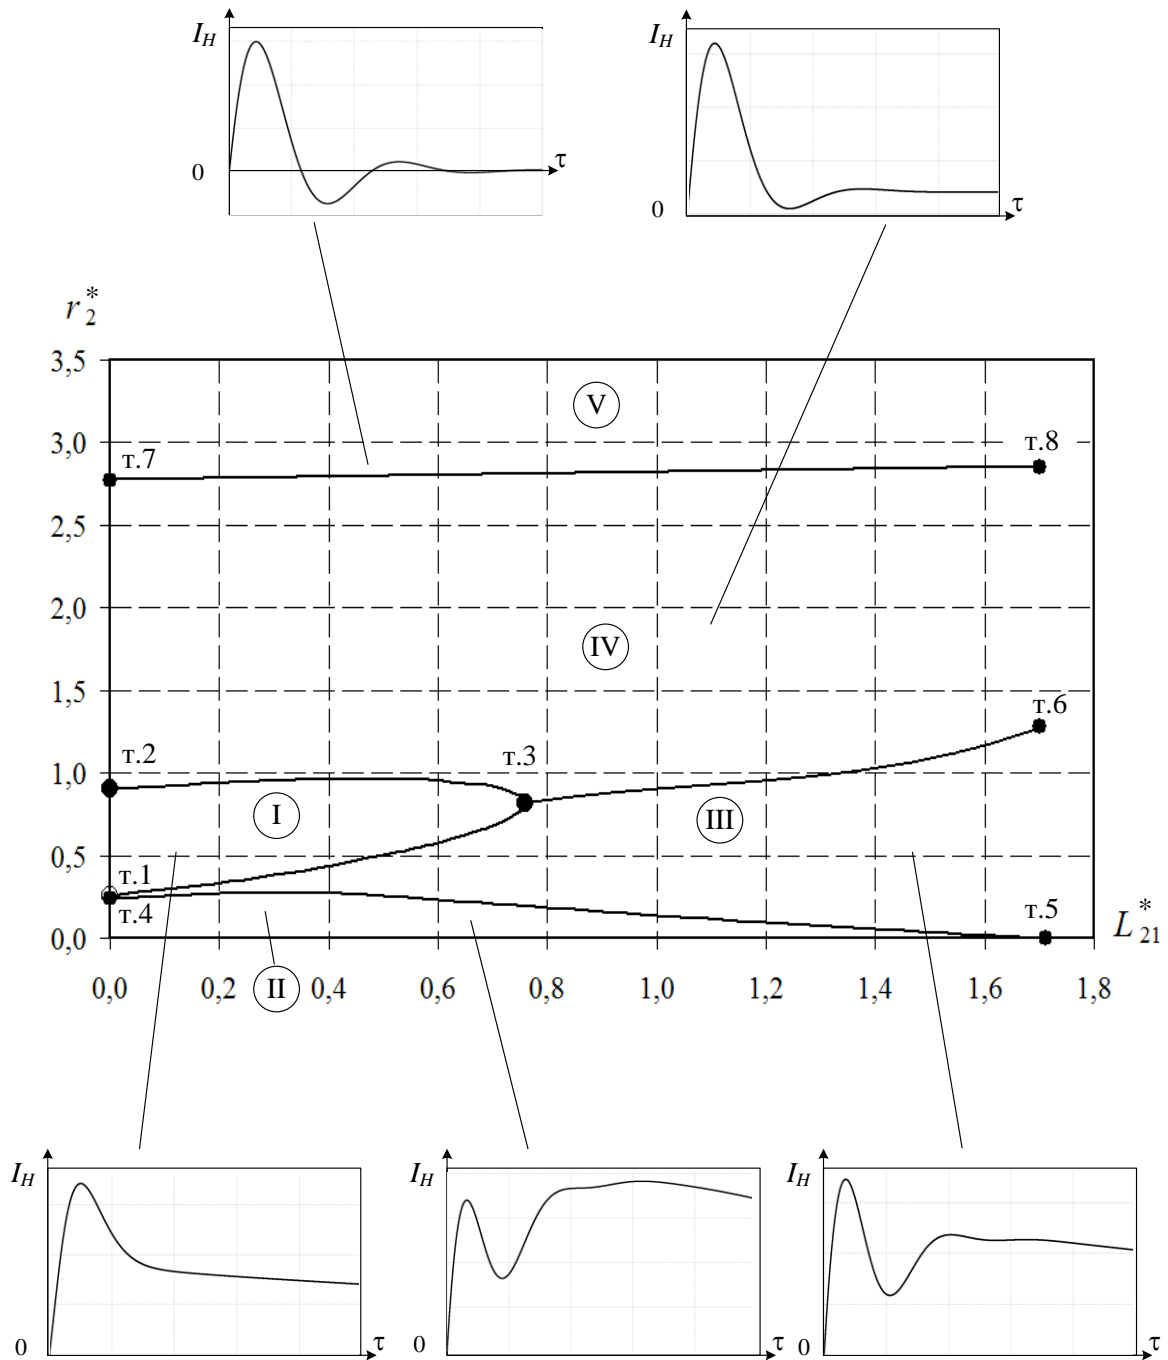 I_H
I_H
τ
0
τ
0
r₂*
3,5
V
3,0
т.7
т.8
2,5
2,0
IV
1,5
т.6
т.2
т.3
1,0
I
III
0,5
т.1
т.4
т.5
0,0
L₂₁*
0,0 0,2 II 0,4 0,6 0,8 1,0 1,2 1,4 1,6 1,8
I_H
I_H
I_H
0
τ
0
τ
0
τ